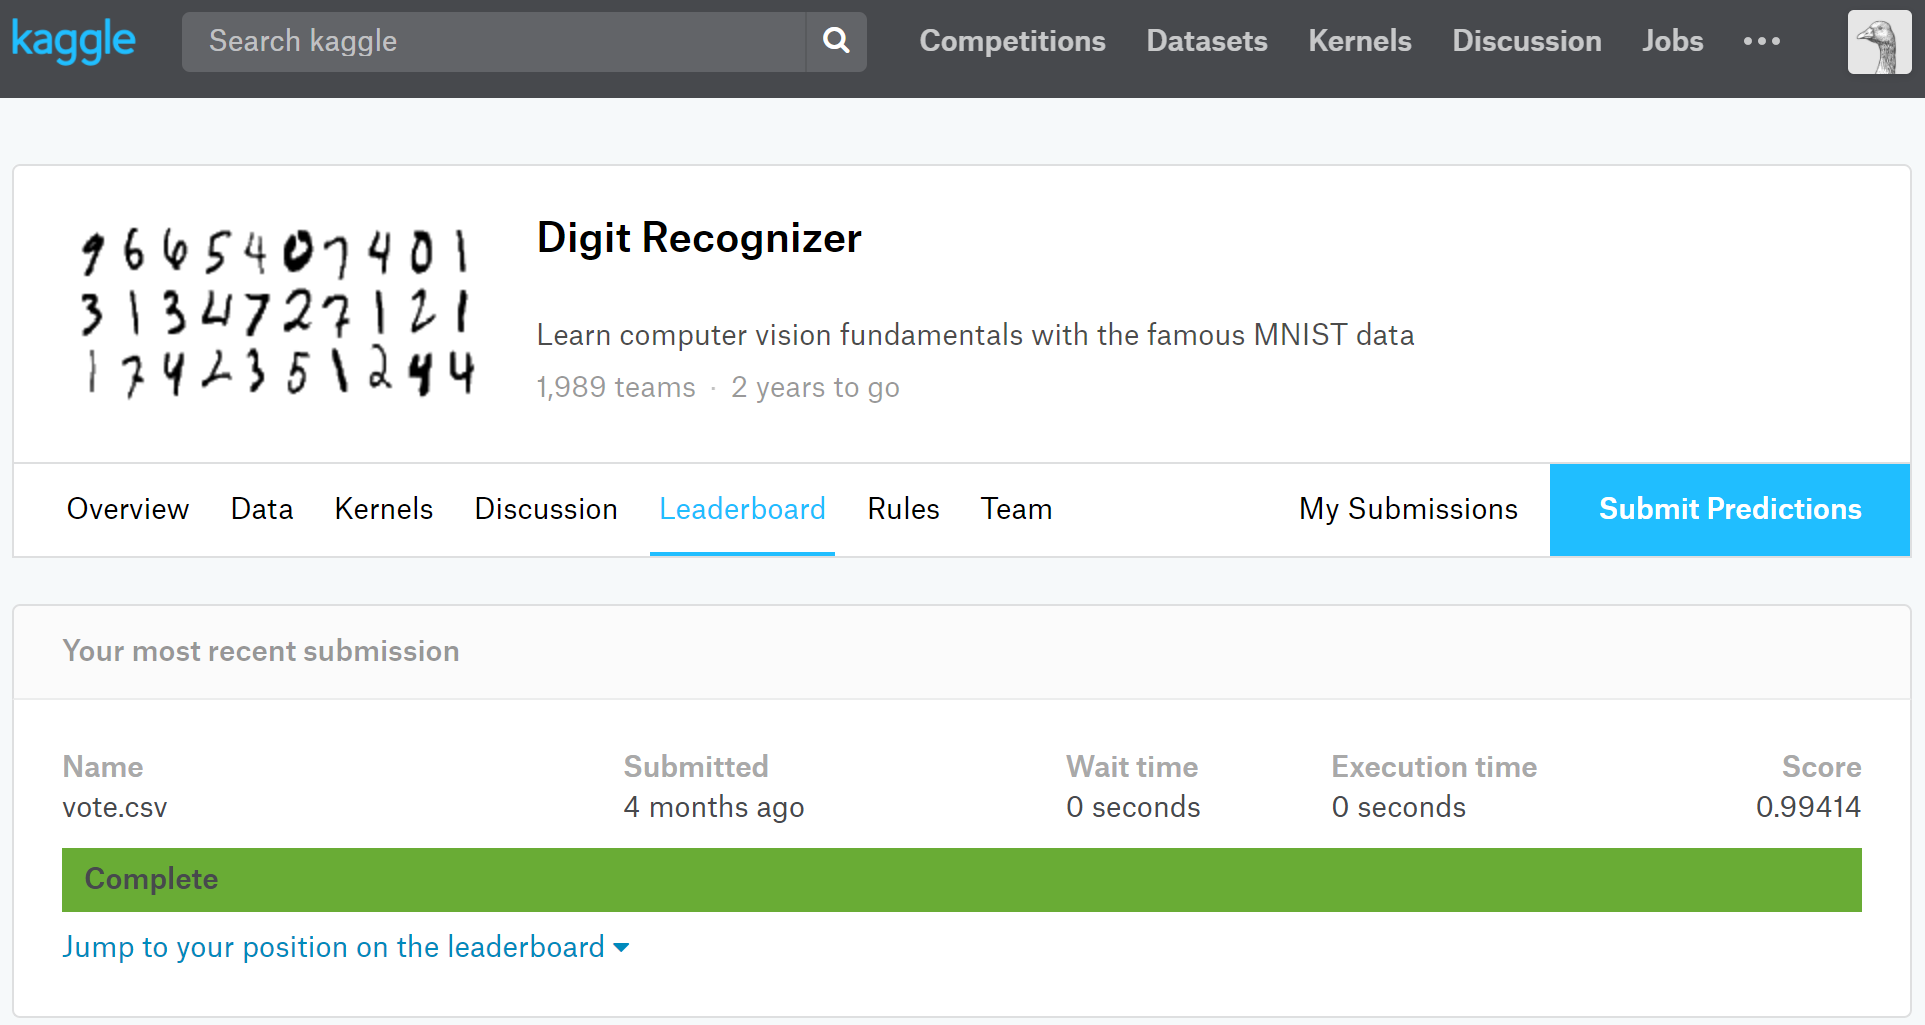 kaggle Search kaggle Competitions Datasets Kernels Discussion Jobs
9 6 6 5 4 0 7 4 0 1
3 1 3 4 7 2 7 1 2 1
1 7 4 2 3 5 1 2 4 4
Digit Recognizer
Learn computer vision fundamentals with the famous MNIST data
1,989 teams · 2 years to go
Overview Data Kernels Discussion Leaderboard Rules Team My Submissions Submit Predictions
Your most recent submission
Name Submitted Wait time Execution time Score
vote.csv 4 months ago 0 seconds 0 seconds 0.99414
Complete
Jump to your position on the leaderboard